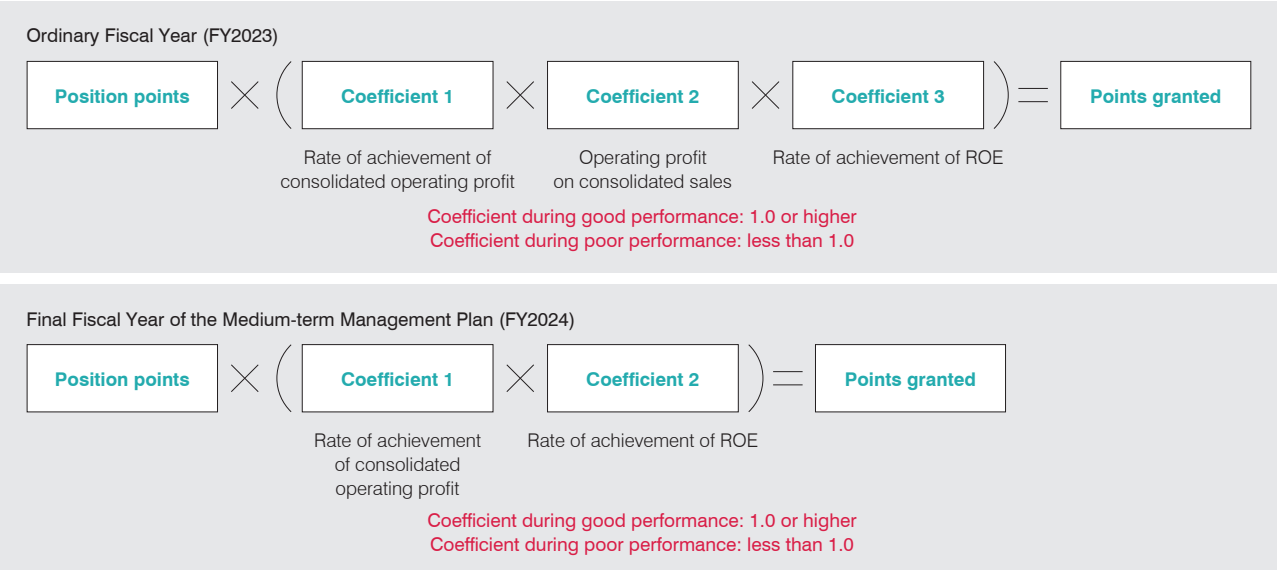 Ordinary Fiscal Year (FY2023)
Position points × ( Coefficient 1 × Coefficient 2 × Coefficient 3 ) = Points granted
Rate of achievement of
consolidated operating profit
Operating profit
on consolidated sales
Rate of achievement of ROE
Coefficient during good performance: 1.0 or higher
Coefficient during poor performance: less than 1.0
Final Fiscal Year of the Medium-term Management Plan (FY2024)
Position points × ( Coefficient 1 × Coefficient 2 ) = Points granted
Rate of achievement
of consolidated
operating profit
Rate of achievement of ROE
Coefficient during good performance: 1.0 or higher
Coefficient during poor performance: less than 1.0